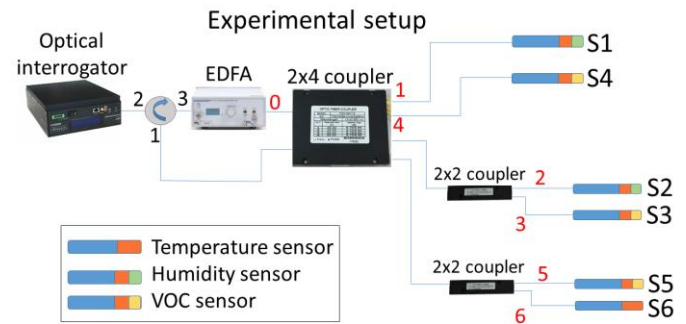 Experimental setup
Optical
interrogator
EDFA
2x4 coupler
2
3
1
0
1
4
S1
S4
2x2 coupler
2
3
S2
S3
2x2 coupler
5
6
S5
S6
Temperature sensor
Humidity sensor
VOC sensor